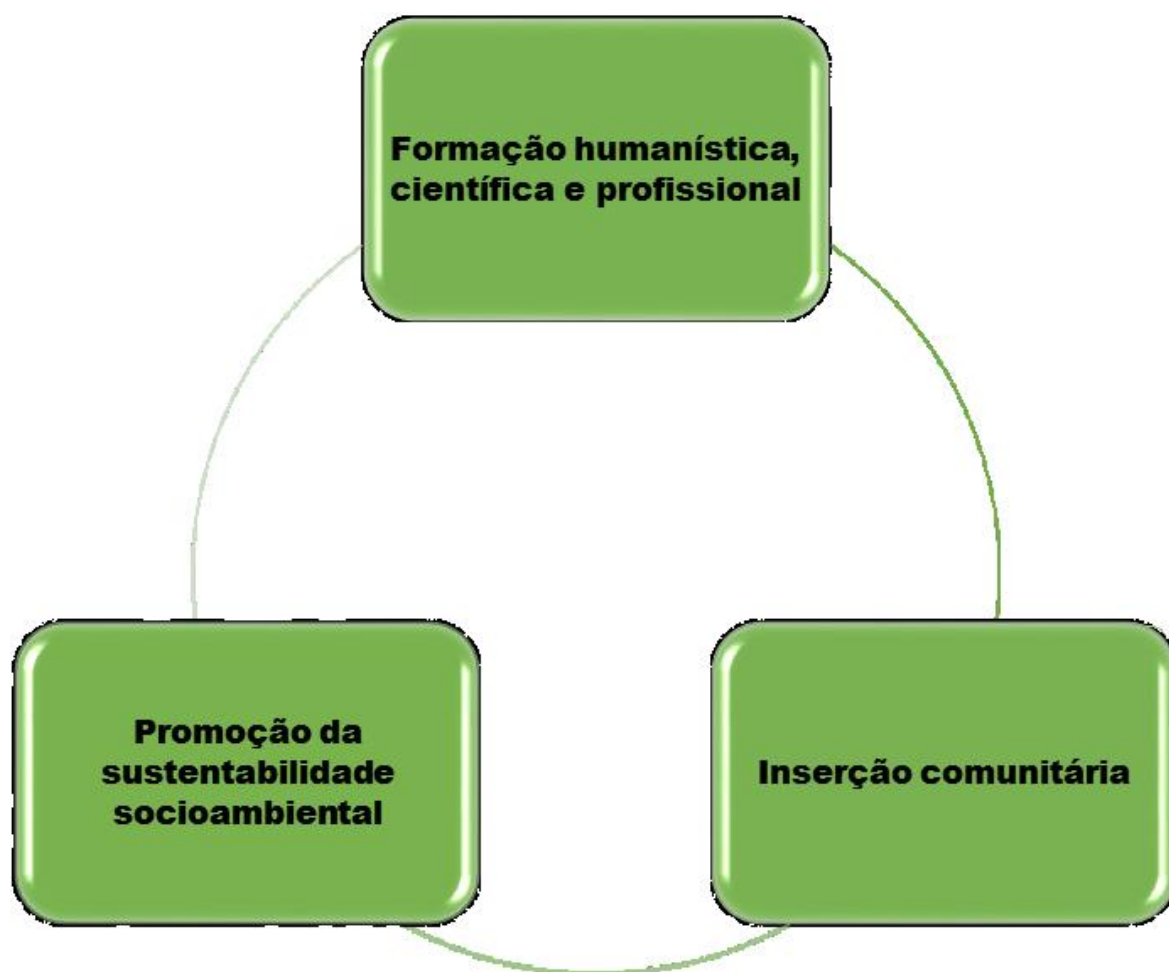 Formação humanística,
científica e profissional
Promoção da
sustentabilidade
socioambiental
Inserção comunitária